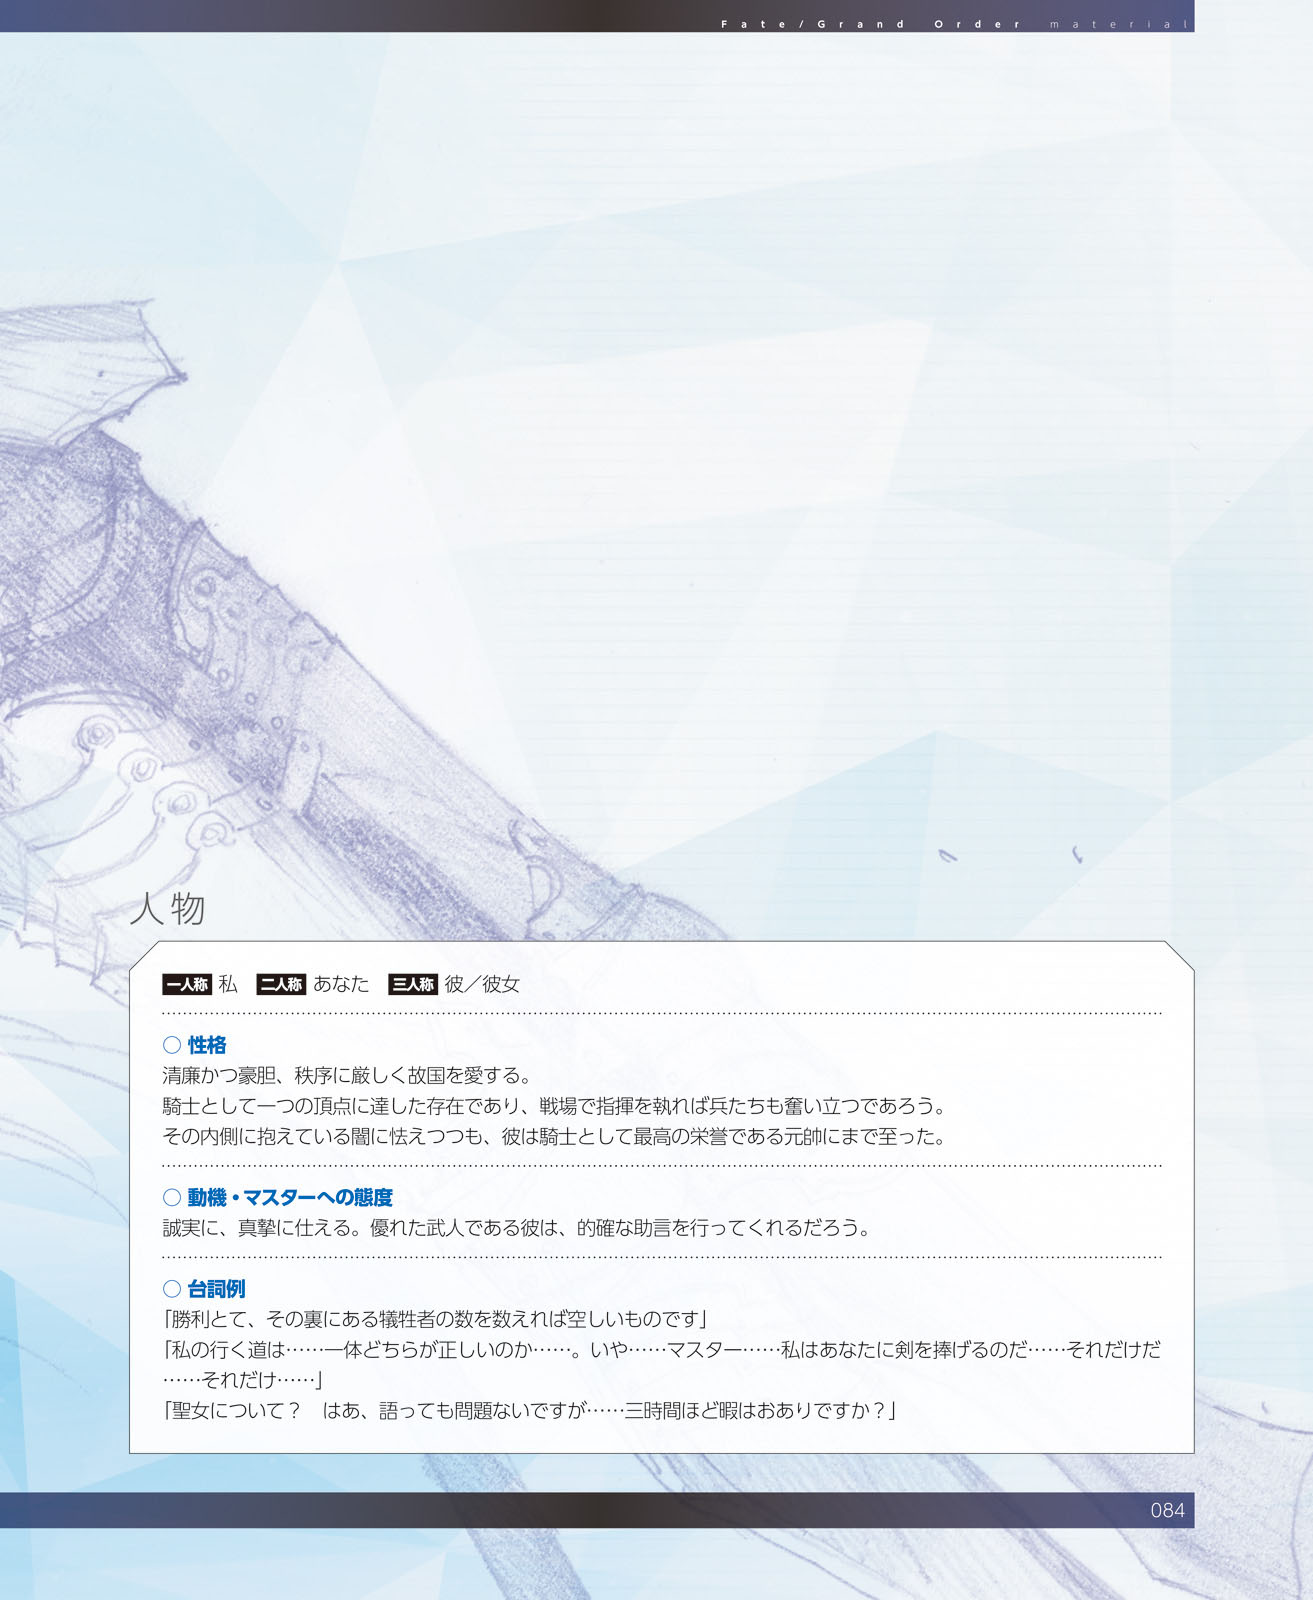 Fate/Grand Order material
人物
一人称 私 二人称 あなた 三人称 彼／彼女
○ 性格
清廉かつ豪胆、秩序に厳しく故国を愛する。
騎士として一つの頂点に達した存在であり、戦場で指揮を執れば兵たちも奮い立つであろう。
その内側に抱えている闇に怯えつつも、彼は騎士として最高の栄誉である元帥にまで至った。
○ 動機・マスターへの態度
誠実に、真摯に仕える。優れた武人である彼は、的確な助言を行ってくれるだろう。
○ 台詞例
「勝利とて、その裏にある犠牲者の数を数えれば空しいものです」
「私の行く道は……一体どちらが正しいのか……。いや……マスター……私はあなたに剣を捧げるのだ……それだけだ
……それだけ……」
「聖女について？　はあ、語っても問題ないですが……三時間ほど暇はおありですか？」
084